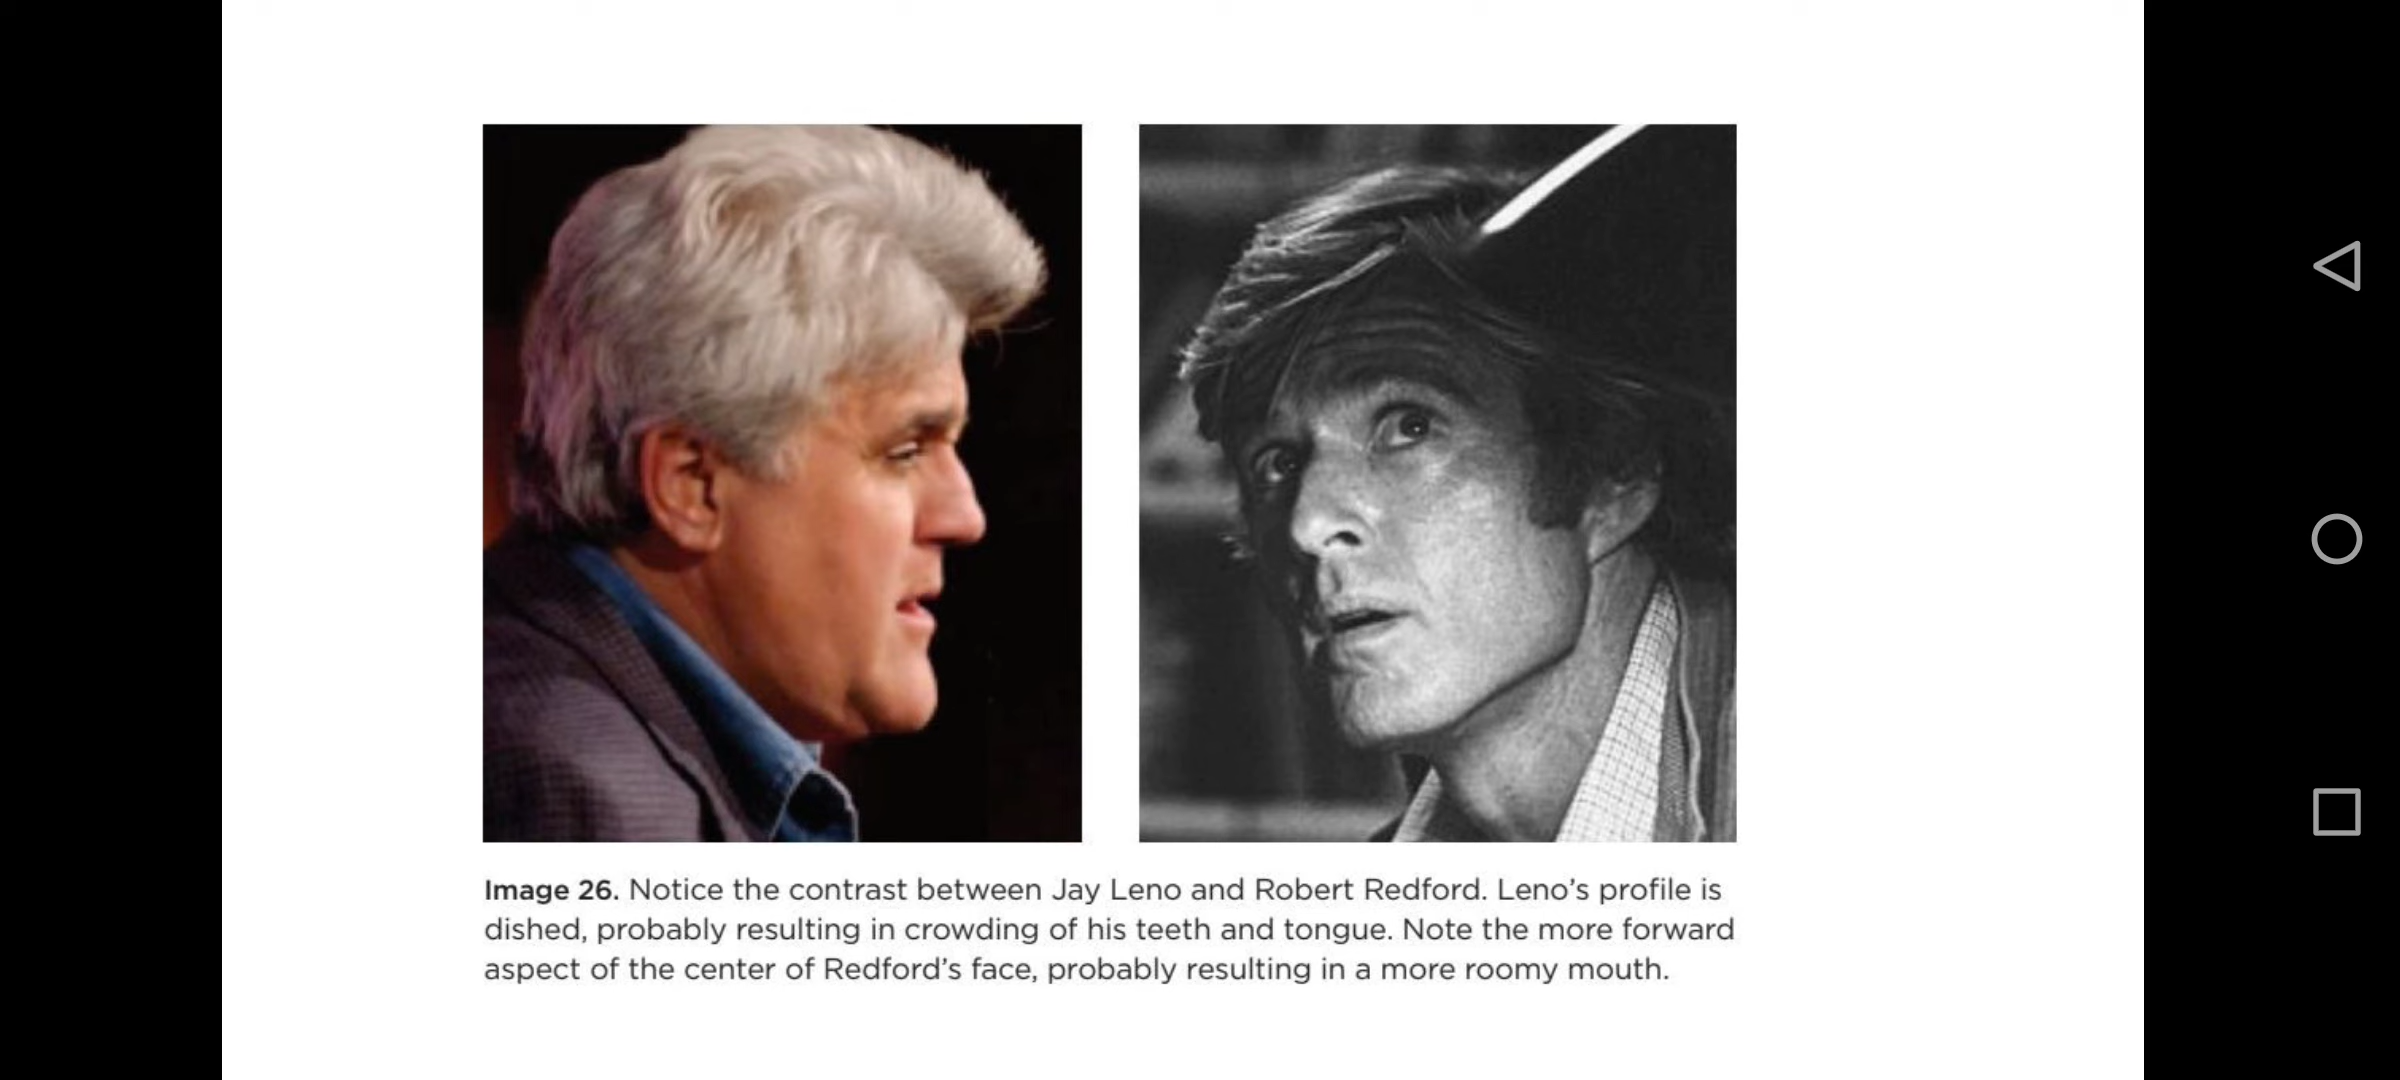 Image 26. Notice the contrast between Jay Leno and Robert Redford. Leno’s profile is
dished, probably resulting in crowding of his teeth and tongue. Note the more forward
aspect of the center of Redford’s face, probably resulting in a more roomy mouth.